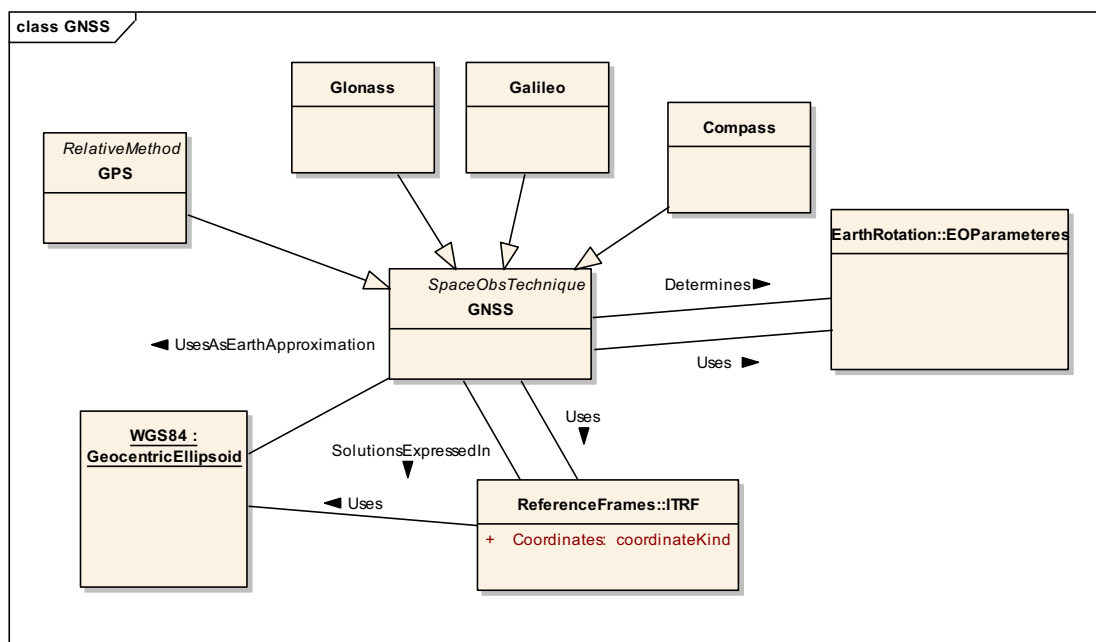 class GNSS
Glonass
Galileo
Compass
RelativeMethod
GPS
EarthRotation::EOParameteres
SpaceObsTechnique
GNSS
Determines
UsesAsEarthApproximation
Uses
Uses
WGS84 :
GeocentricEllipsoid
SolutionsExpressedIn
Uses
ReferenceFrames::ITRF
+ Coordinates: coordinateKind